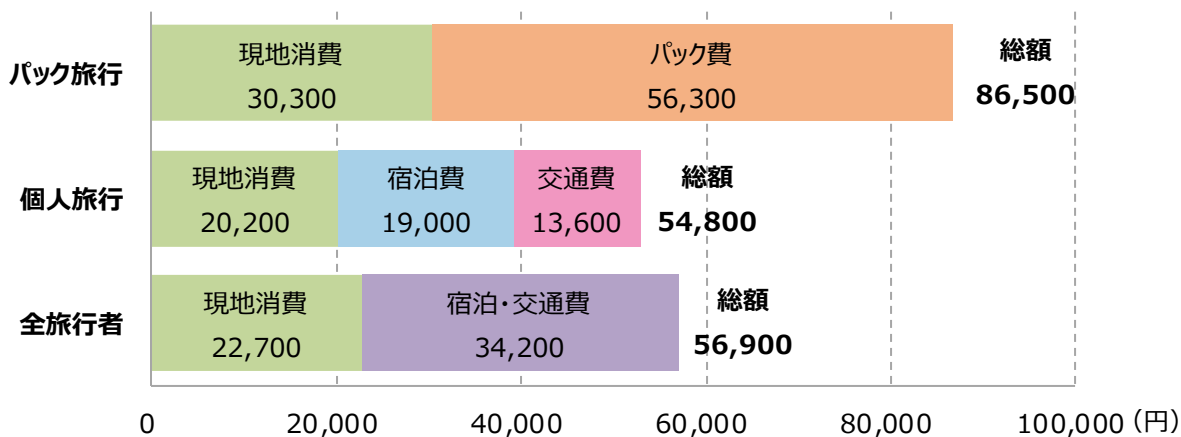 パック旅行
現地消費
30,300
パック費
56,300
総額
86,500
個人旅行
現地消費
20,200
宿泊費
19,000
交通費
13,600
総額
54,800
全旅行者
現地消費
22,700
宿泊・交通費
34,200
総額
56,900
0 20,000 40,000 60,000 80,000 100,000 (円)